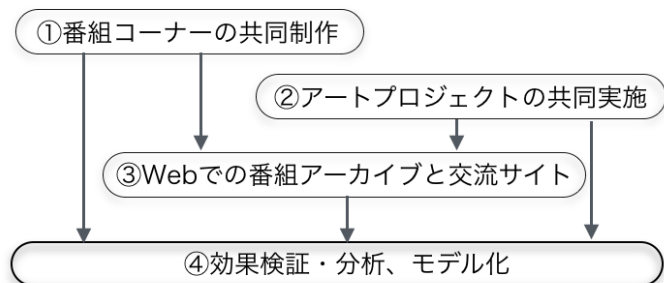 ①番組コーナーの共同制作
②アートプロジェクトの共同実施
③Webでの番組アーカイブと交流サイト
④効果検証・分析、モデル化